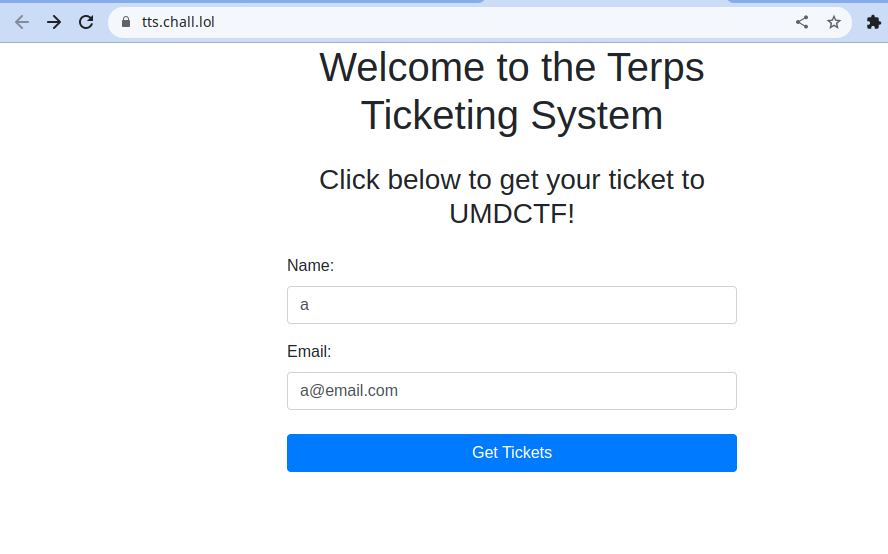 tts.chall.lol
Welcome to the Terps
Ticketing System
Click below to get your ticket to
UMDCTF!
Name:
a
Email:
a@email.com
Get Tickets